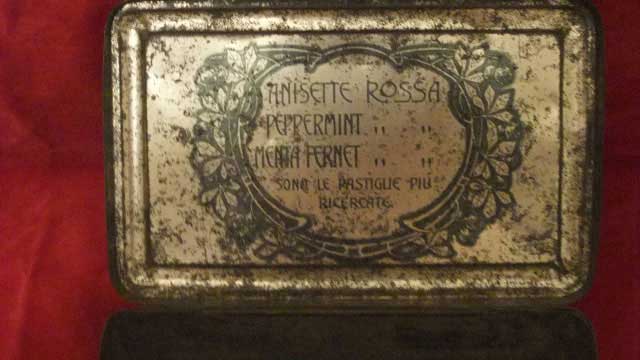 ANISETTE ROSSA
PEPPERMINT " "
MENTA FERNET " "
SONO LE PASTIGLIE PIÙ
RICERCATE.